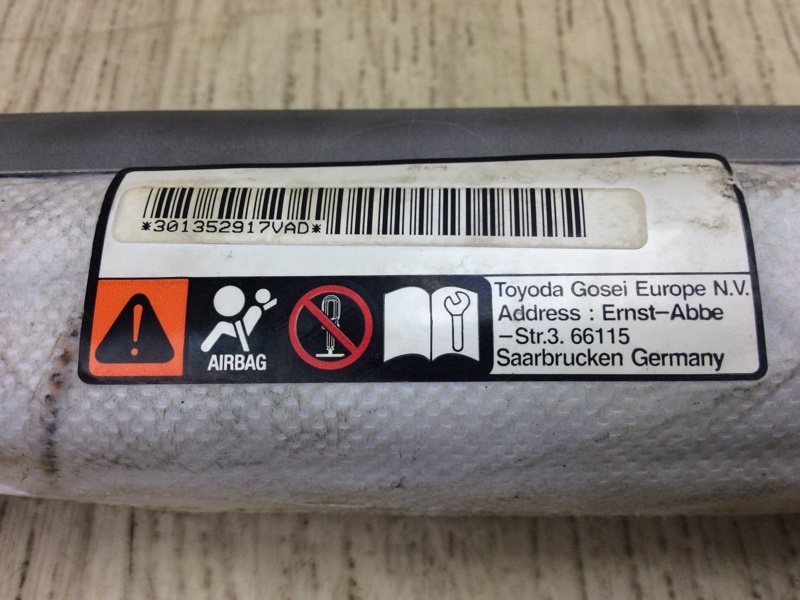 *301352917VAD*
AIRBAG
Toyoda Gosei Europe N.V.
Address : Ernst-Abbe
-Str.3. 66115
Saarbrucken Germany